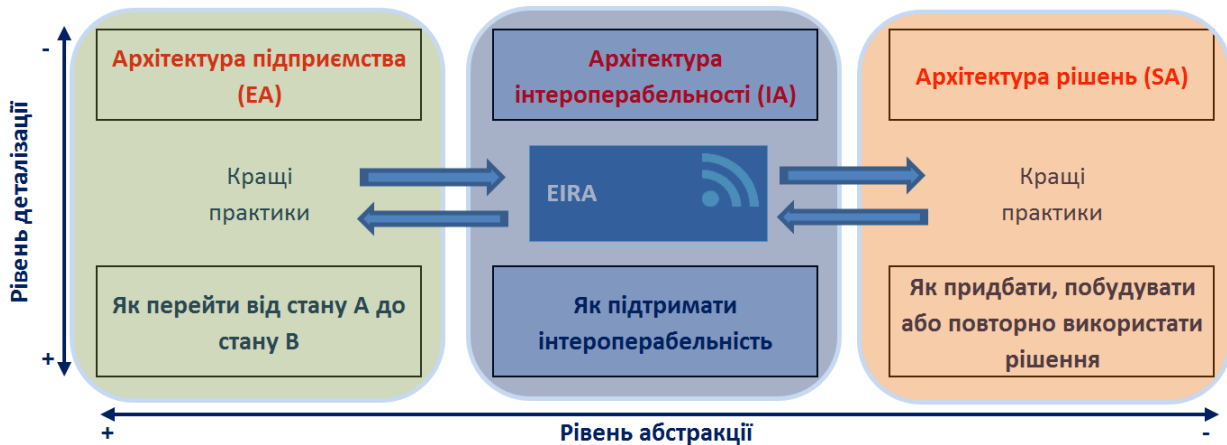 -
Рівень деталізації
+
Архітектура підприємства
(EA)
Кращі
практики
Як перейти від стану А до
стану В
Архітектура
інтероперабельності (ІА)
EIRA
Як підтримати
інтероперабельність
Архітектура рішень (SA)
Кращі
практики
Як придбати, побудувати
або повторно використати
рішення
+
Рівень абстракції
-